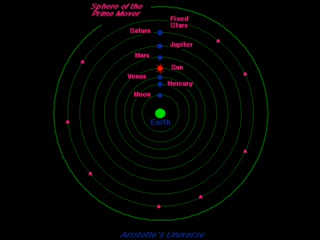 Sphere of the
Prime Mover
Fixed
Stars
Saturn
Jupiter
Mars
Sun
Venus
Mercury
Moon
Earth
Aristotle's Universe